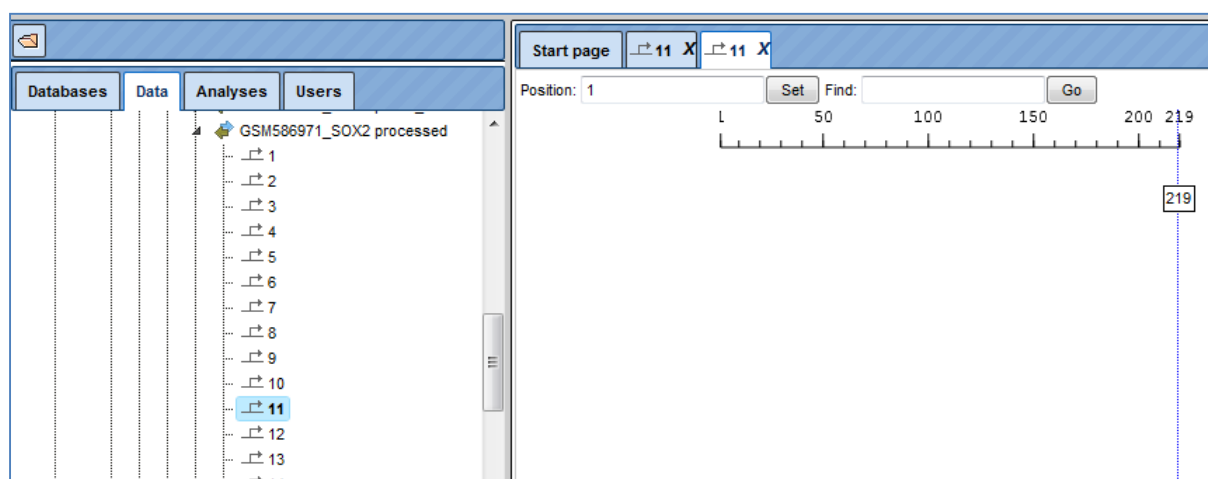 Databases Data Analyses Users
GSM586971_SOX2 processed
1
2
3
4
5
6
7
8
9
10
11
12
13
Start page 11 X 11 X
Position: 1 Set Find: Go
50 100 150 200 219
219